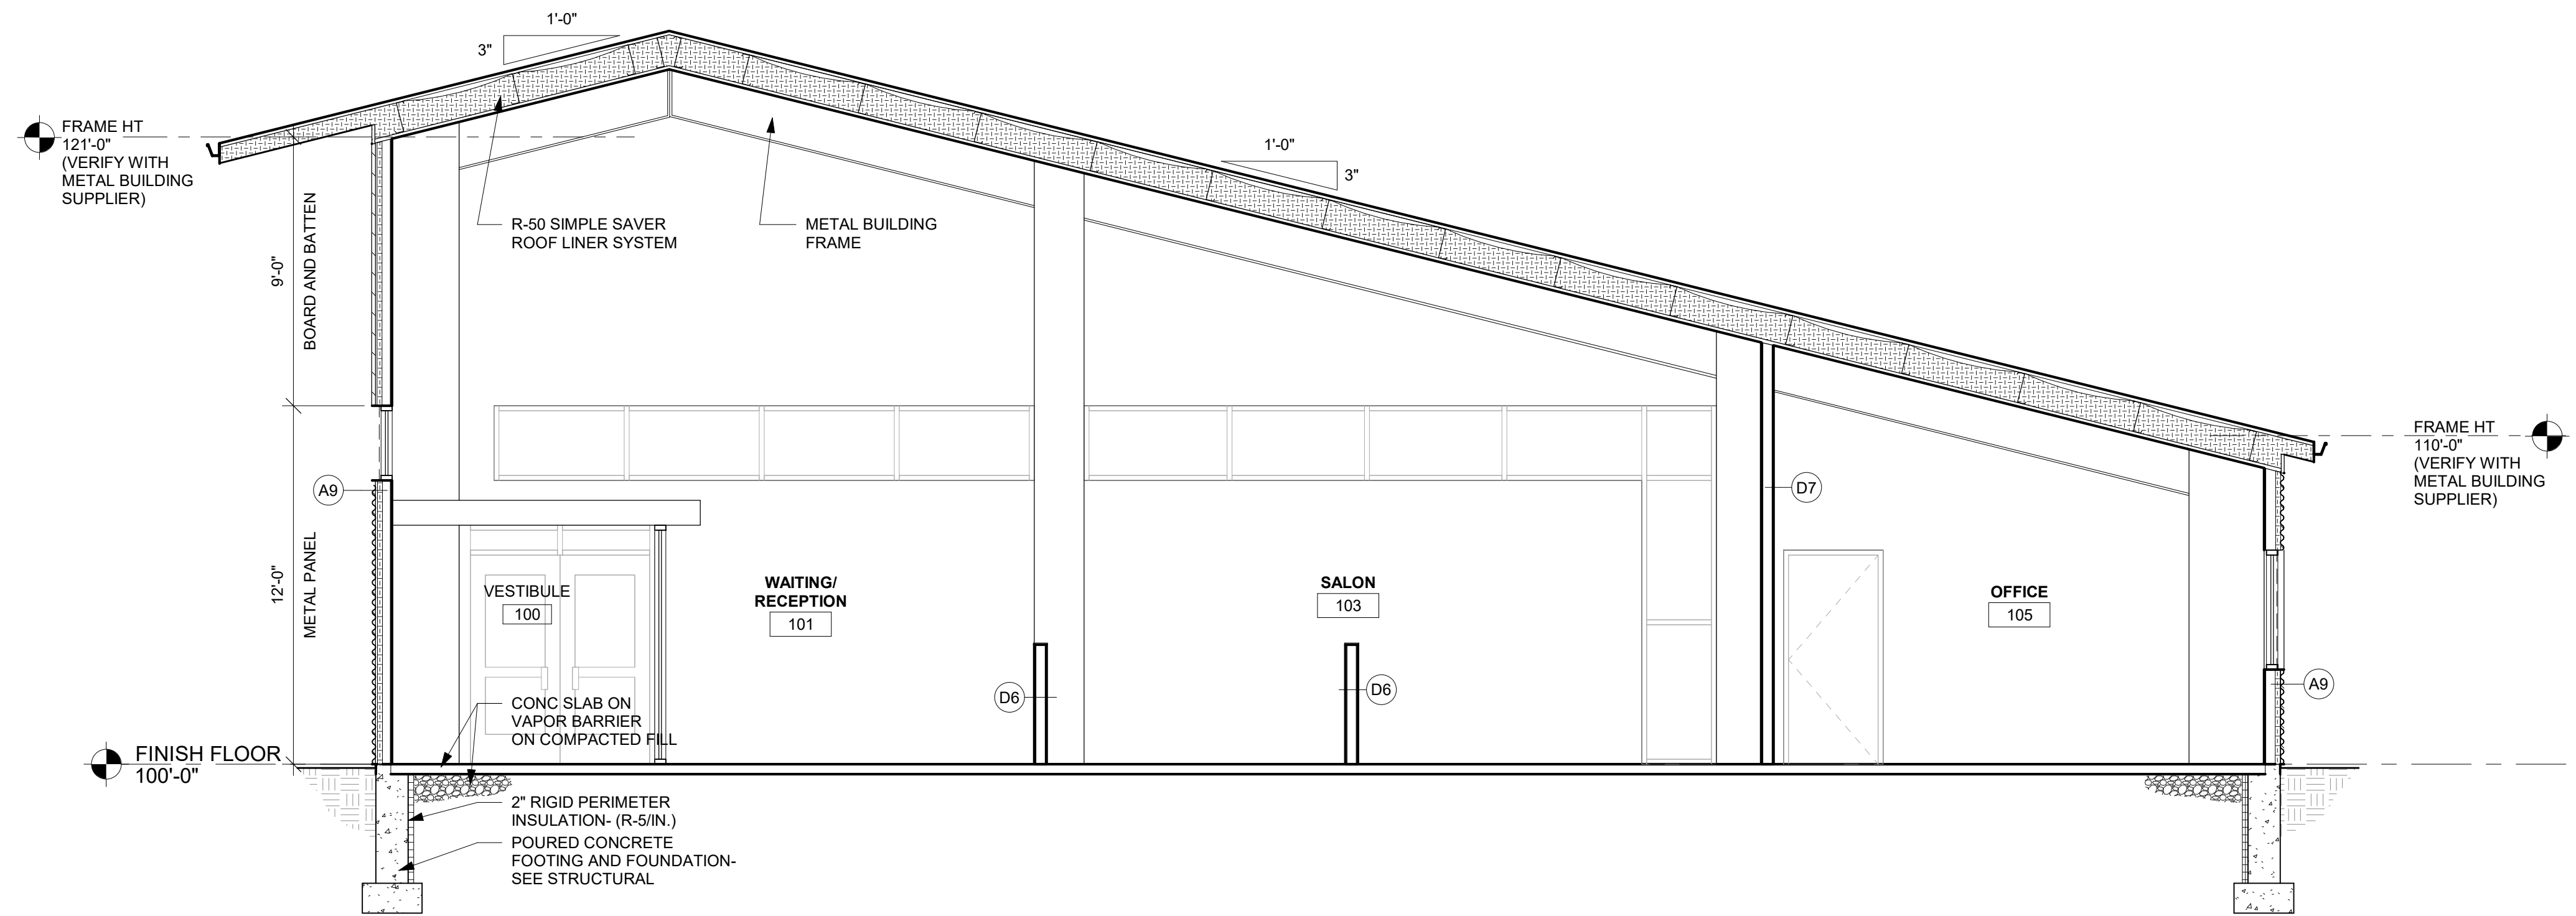 1'-0"
3"
FRAME HT
121'-0"
(VERIFY WITH
METAL BUILDING
SUPPLIER)
1'-0"
3"
BOARD AND BATTEN
9'-0"
R-50 SIMPLE SAVER
ROOF LINER SYSTEM
METAL BUILDING
FRAME
FRAME HT
110'-0"
(VERIFY WITH
METAL BUILDING
SUPPLIER)
A9
D7
METAL PANEL
12'-0"
VESTIBULE
100
WAITING/
RECEPTION
101
SALON
103
OFFICE
105
D6
D6
A9
CONC SLAB ON
VAPOR BARRIER
ON COMPACTED FILL
FINISH FLOOR
100'-0"
2" RIGID PERIMETER
INSULATION- (R-5/IN.)
POURED CONCRETE
FOOTING AND FOUNDATION-
SEE STRUCTURAL